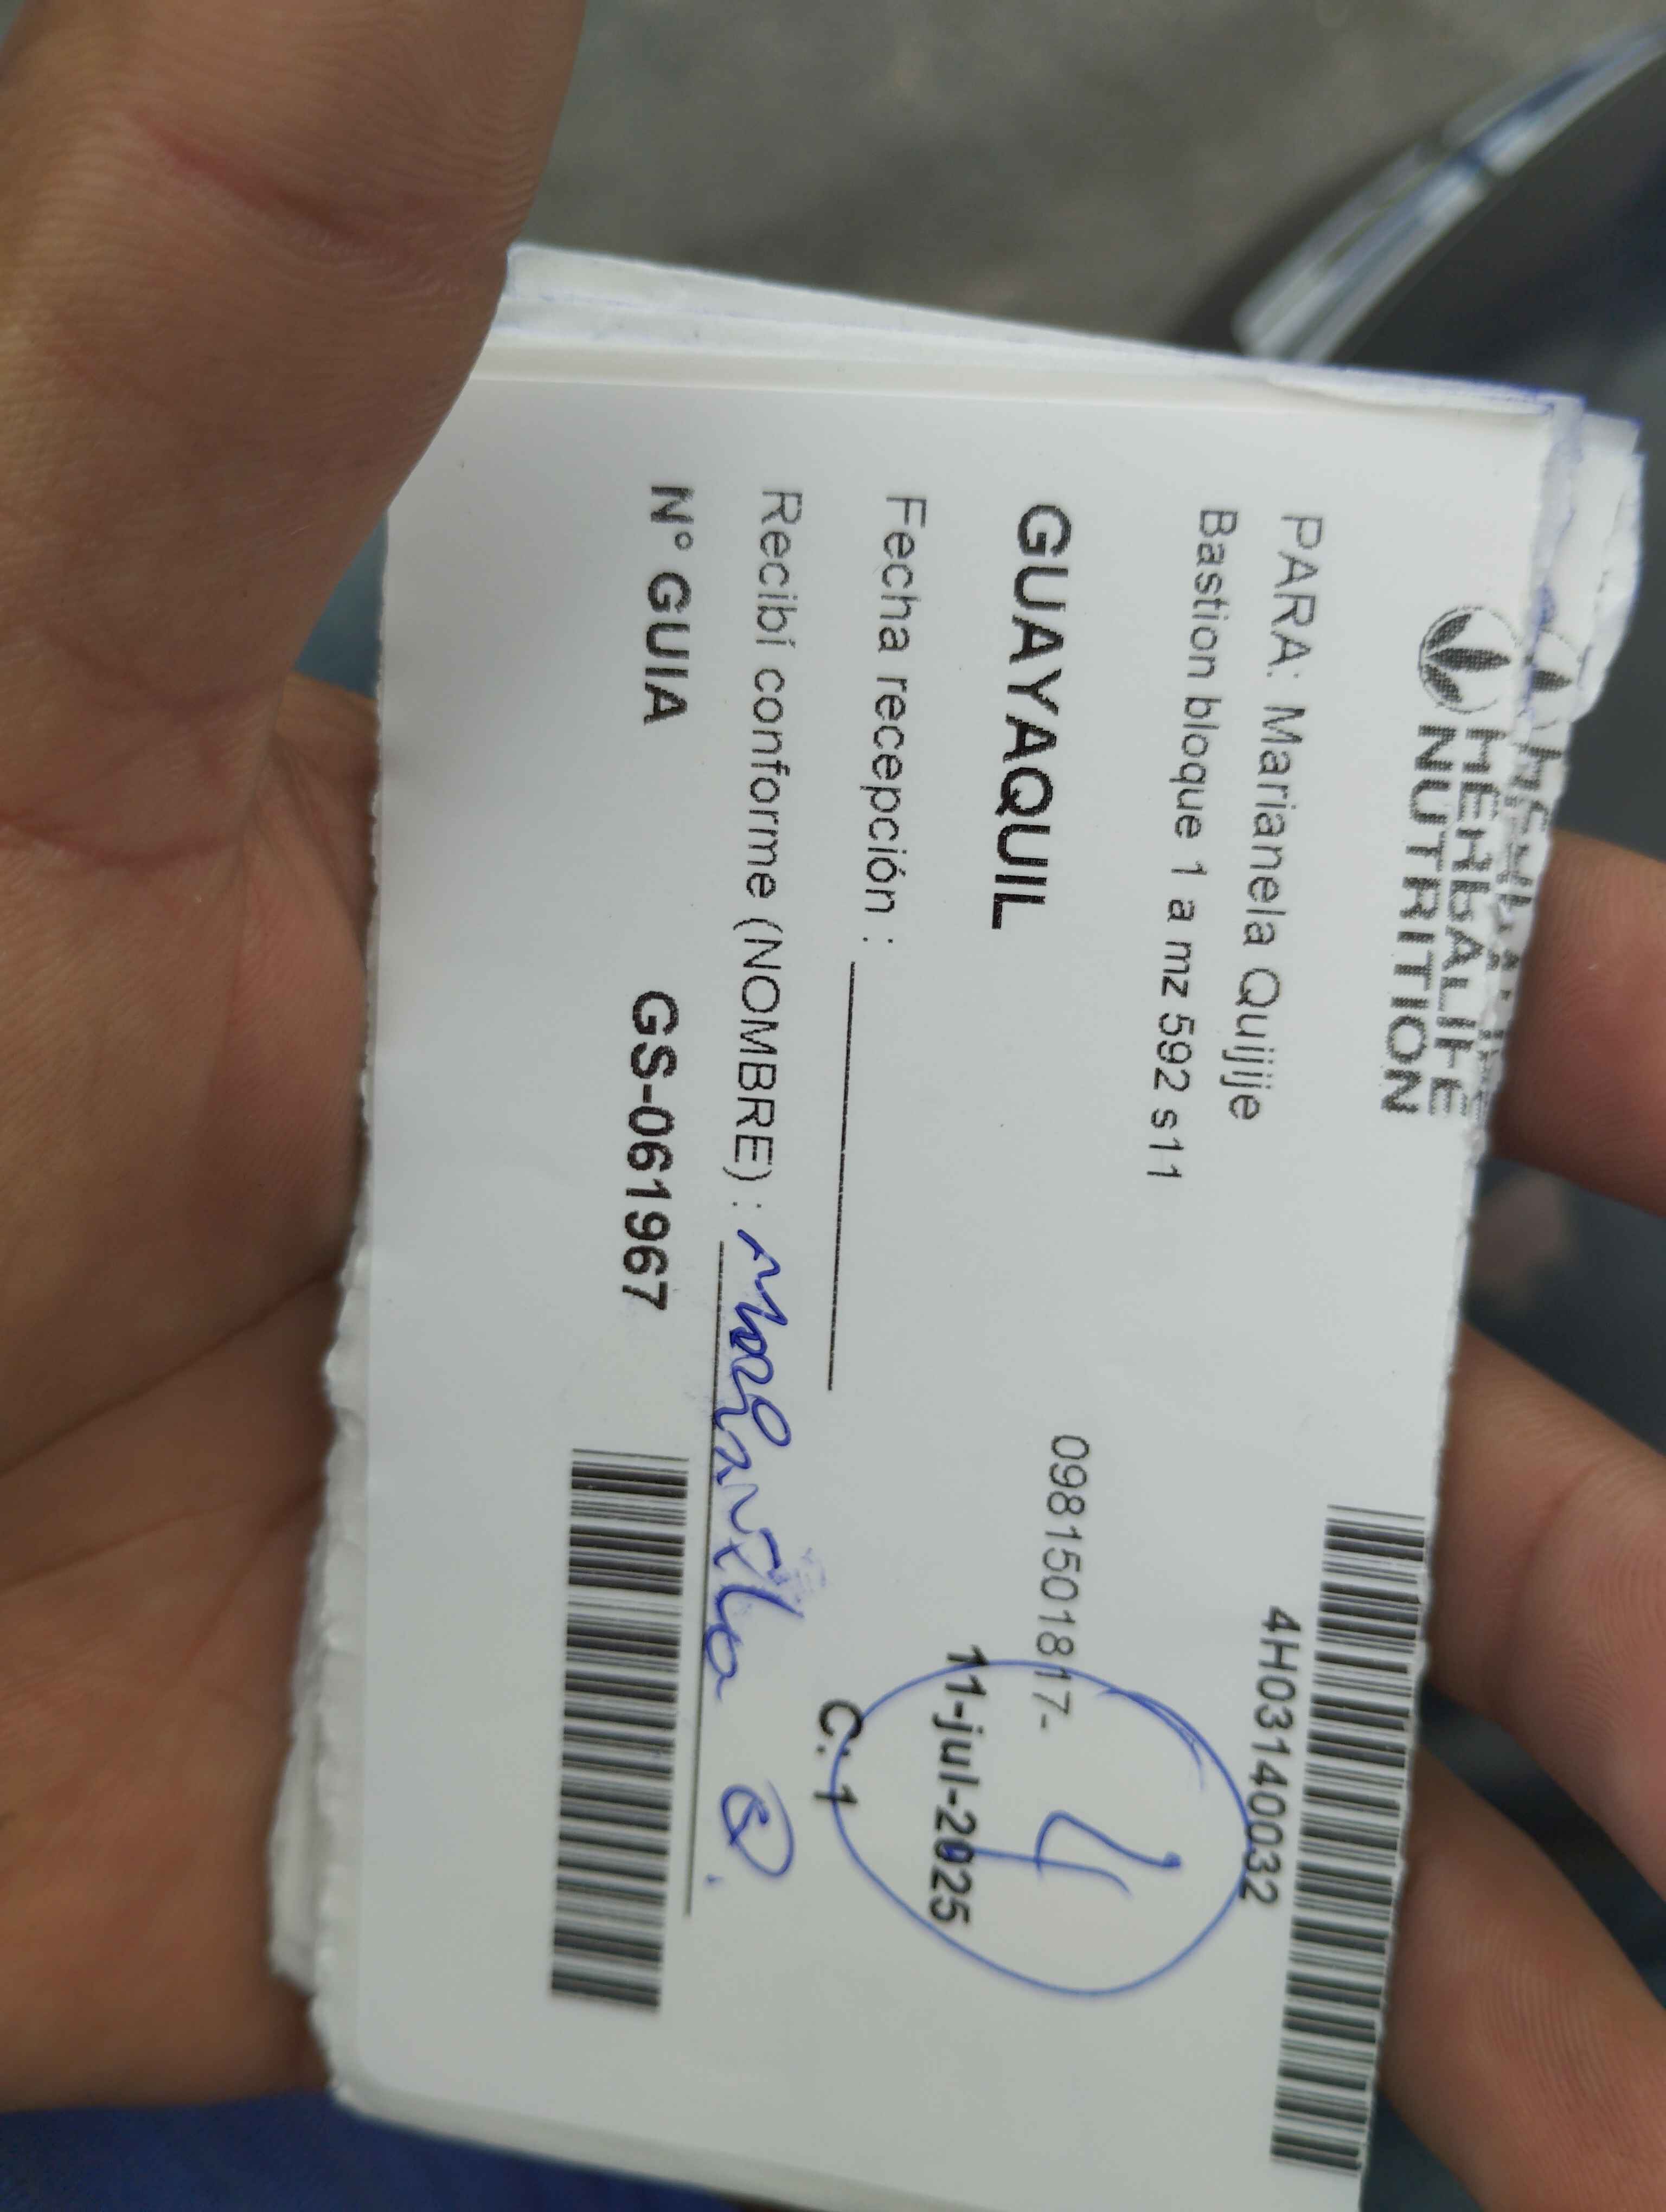 HERBALIFE
NUTRITION
4H03140032
PARA: Marianela Quijije
Bastion bloque 1 a mz 592 s11
0981501817-
4
GUAYAQUIL
11-jul-2025
Fecha recepción :
C: 1
Recibí conforme (NOMBRE) : Q.
N° GUIA GS-061967